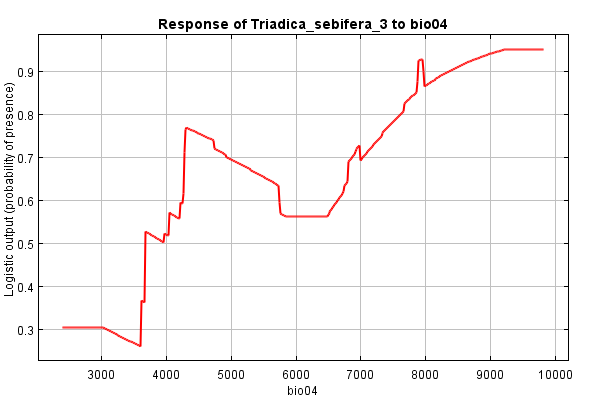 Response of Triadica_sebifera_3 to bio04
Logistic output (probability of presence)
0.9
0.8
0.7
0.6
0.5
0.4
0.3
3000 4000 5000 6000 7000 8000 9000 10000
bio04